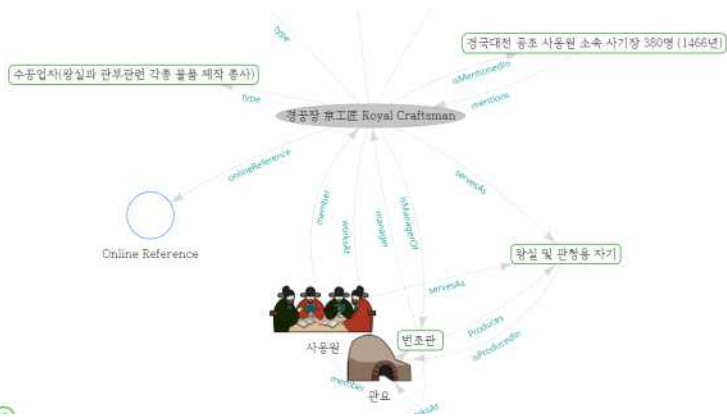 type
경국대전 공조 사옹원 소속 사기장 380명 (1466년)
수공업자(왕실과 관부관련 각종 물품 제작 종사)
isMentionedIn
type
mentions
경공장 京工匠 Royal Craftsman
onlineReference
member
worksAt
manager
isManagerOf
servesAs
Online Reference
왕실 및 관청용 자기
servesAs
사옹원
번조관
Produces
isProducedIn
member
관요